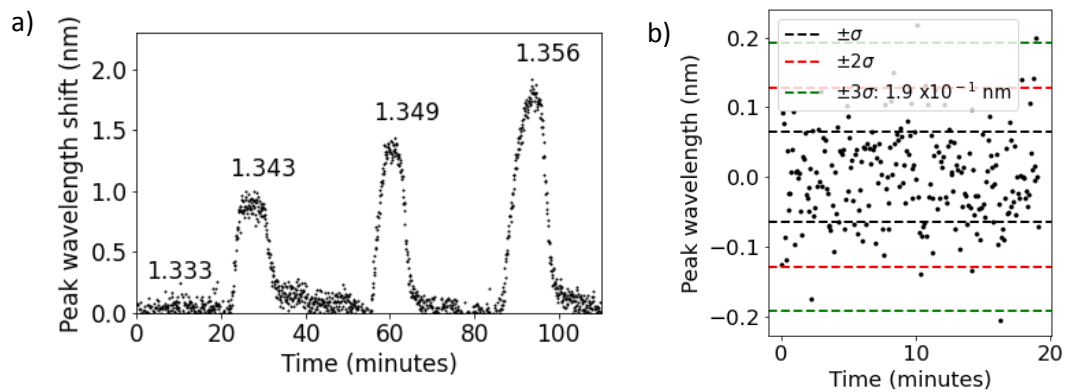 a)
Peak wavelength shift (nm)
2.0
1.5
1.0
0.5
0.0
1.333
1.343
1.349
1.356
0 20 40 60 80 100
Time (minutes)
b)
Peak wavelength (nm)
0.2
0.1
0.0
−0.1
−0.2
±σ
±2σ
±3σ: 1.9 x10⁻¹ nm
0 10 20
Time (minutes)